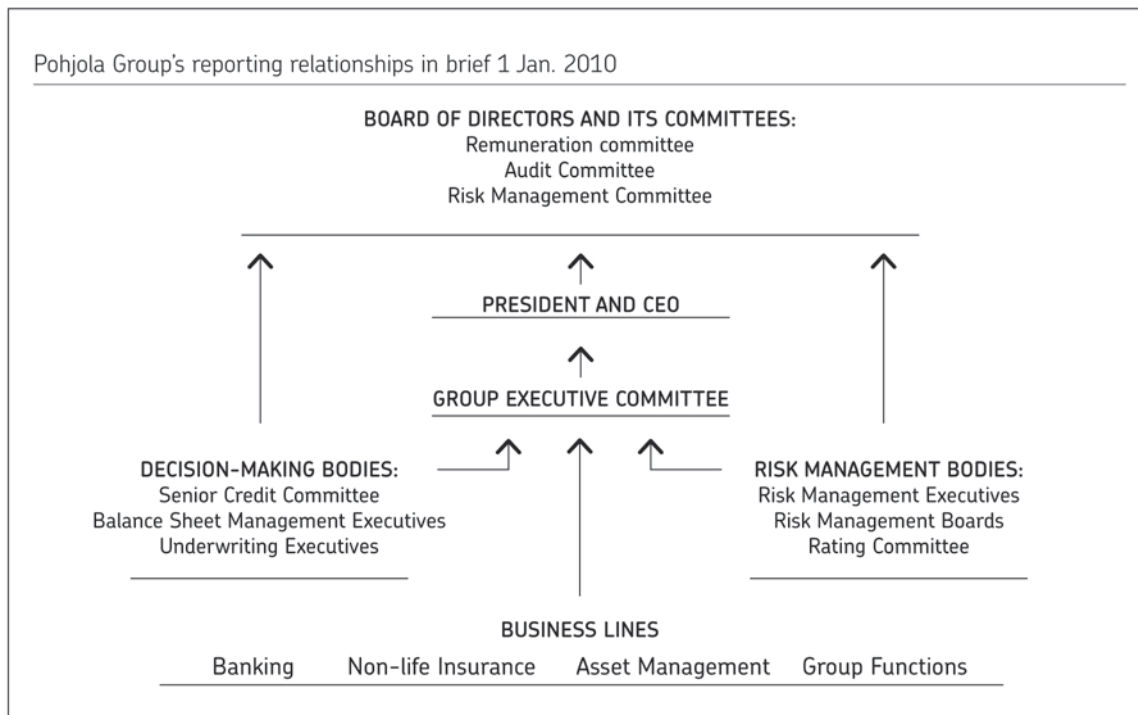 Pohjola Group's reporting relationships in brief 1 Jan. 2010
BOARD OF DIRECTORS AND ITS COMMITTEES:
Remuneration committee
Audit Committee
Risk Management Committee
PRESIDENT AND CEO
GROUP EXECUTIVE COMMITTEE
DECISION-MAKING BODIES:
Senior Credit Committee
Balance Sheet Management Executives
Underwriting Executives
RISK MANAGEMENT BODIES:
Risk Management Executives
Risk Management Boards
Rating Committee
BUSINESS LINES
Banking Non-life Insurance Asset Management Group Functions